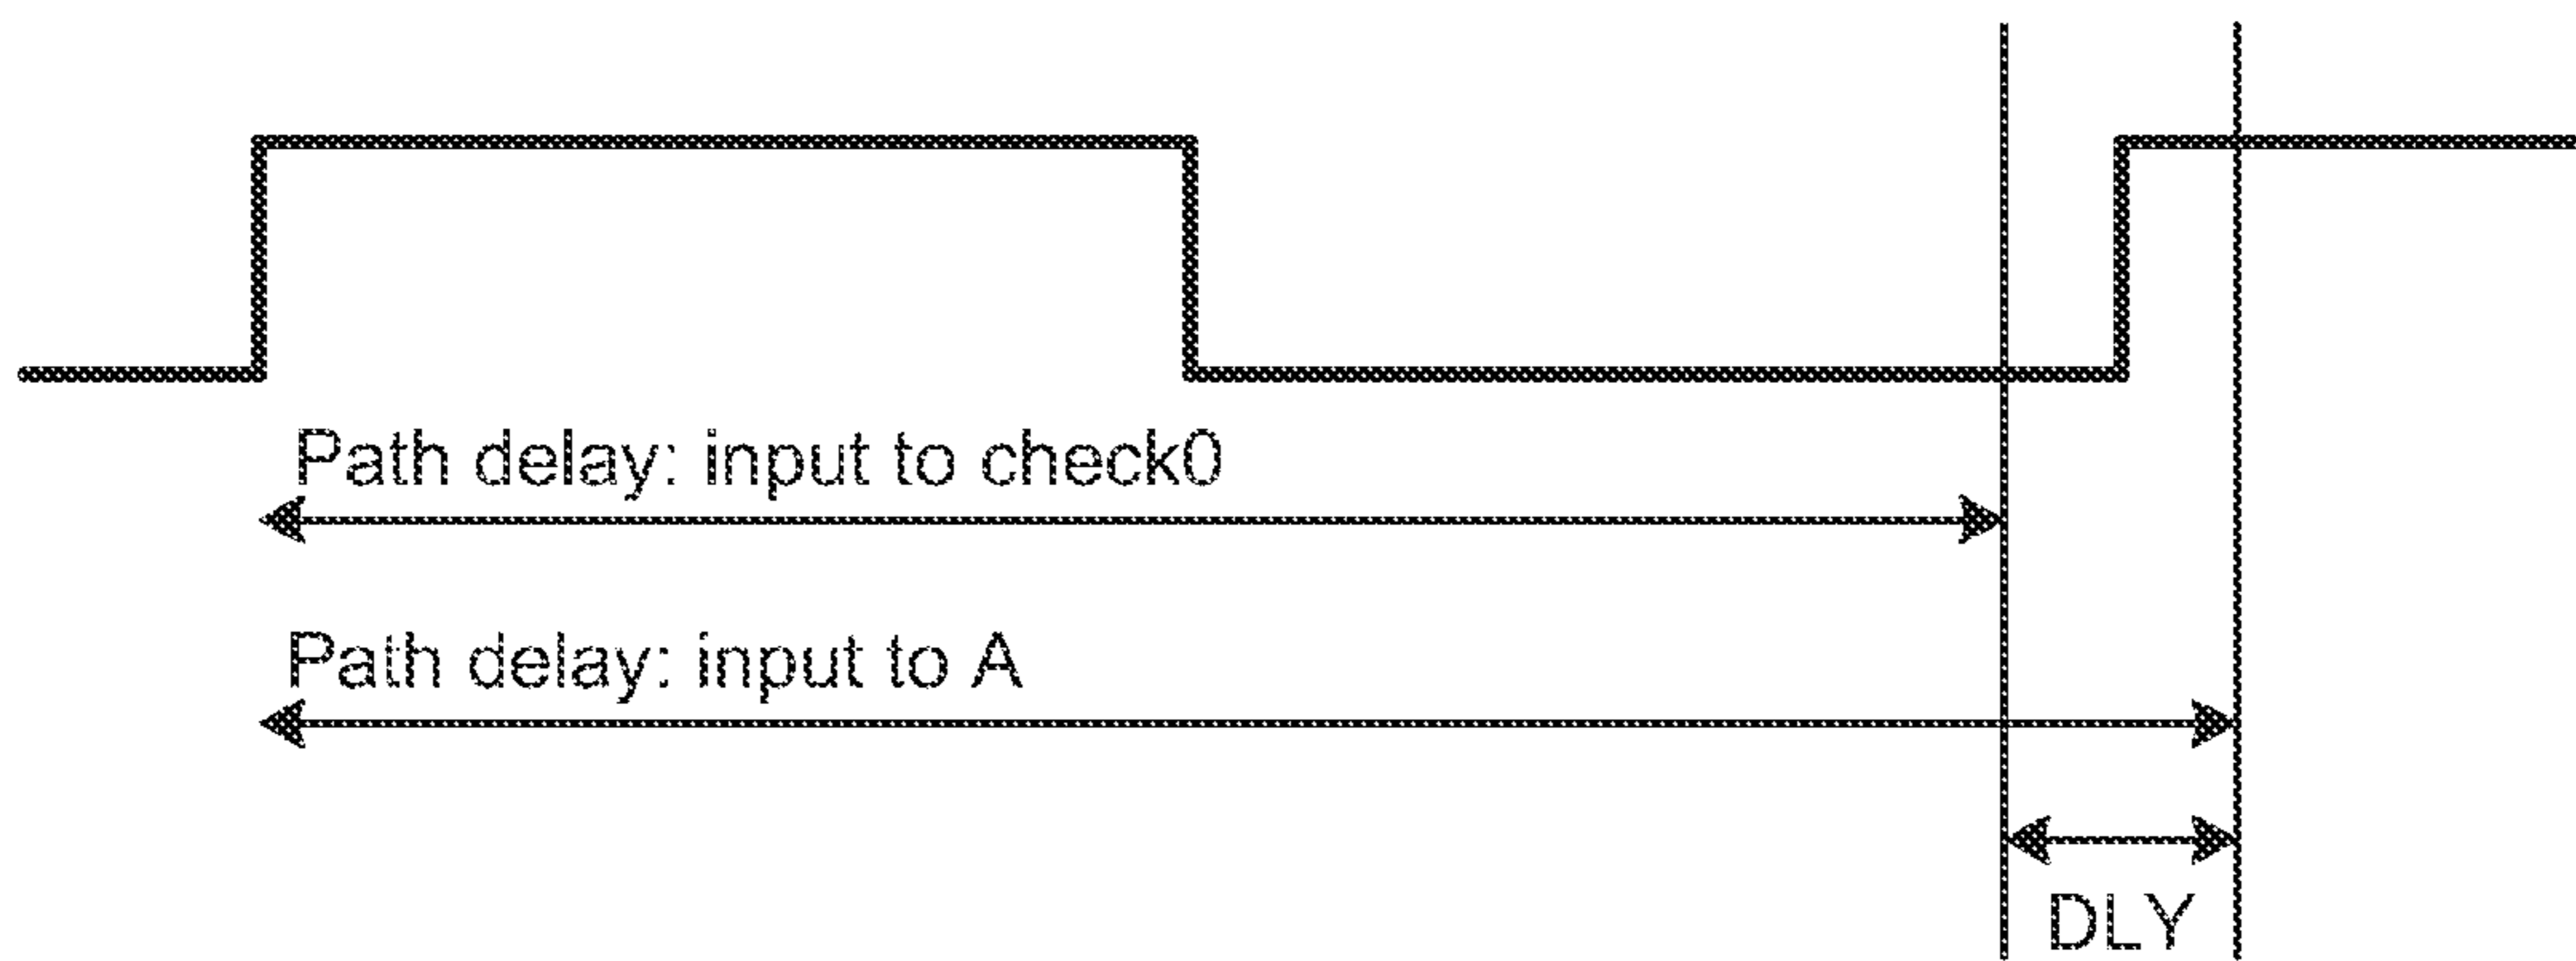 Path delay: input to check0
Path delay: input to A
DLY